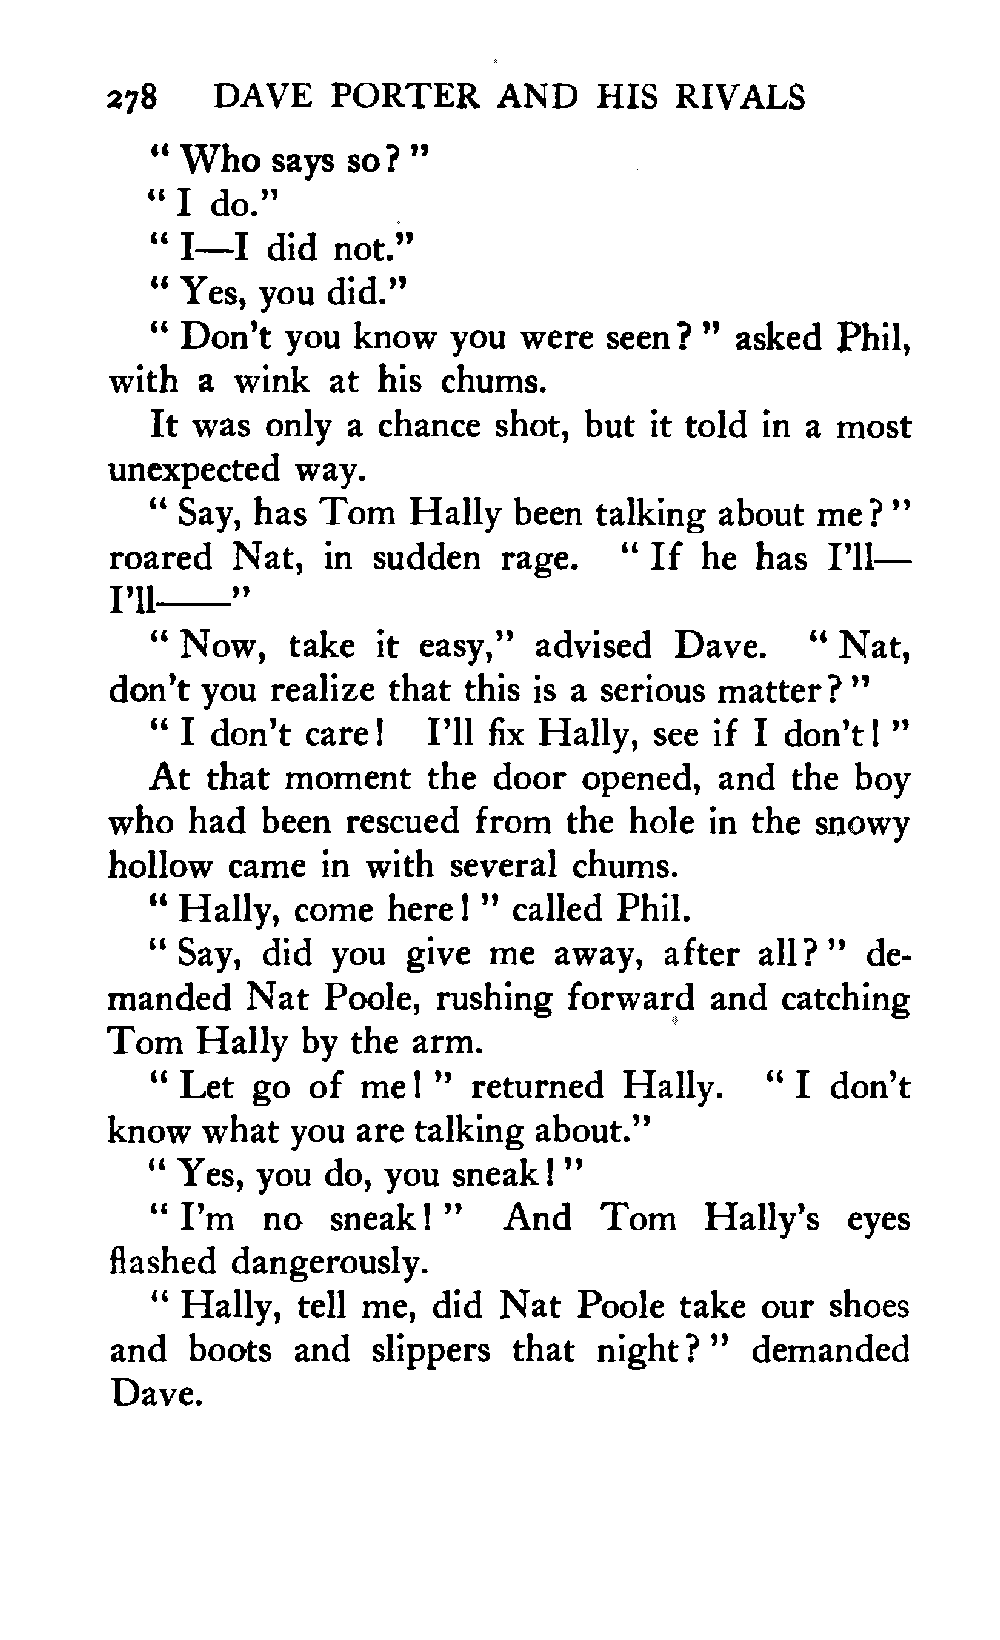 278 DAVE PORTER AND HIS RIVALS
" Who says so? "
" I do."
" I—I did not."
" Yes, you did."
" Don't you know you were seen? " asked Phil,
with a wink at his chums.
It was only a chance shot, but it told in a most
unexpected way.
" Say, has Tom Hally been talking about me? "
roared Nat, in sudden rage. " If he has I'll—
I'll——"
" Now, take it easy," advised Dave. " Nat,
don't you realize that this is a serious matter? "
" I don't care! I'll fix Hally, see if I don't! "
At that moment the door opened, and the boy
who had been rescued from the hole in the snowy
hollow came in with several chums.
" Hally, come here! " called Phil.
" Say, did you give me away, after all? " de-
manded Nat Poole, rushing forward and catching
Tom Hally by the arm.
" Let go of me! " returned Hally. " I don't
know what you are talking about."
" Yes, you do, you sneak! "
" I'm no sneak! " And Tom Hally's eyes
flashed dangerously.
" Hally, tell me, did Nat Poole take our shoes
and boots and slippers that night? " demanded
Dave.